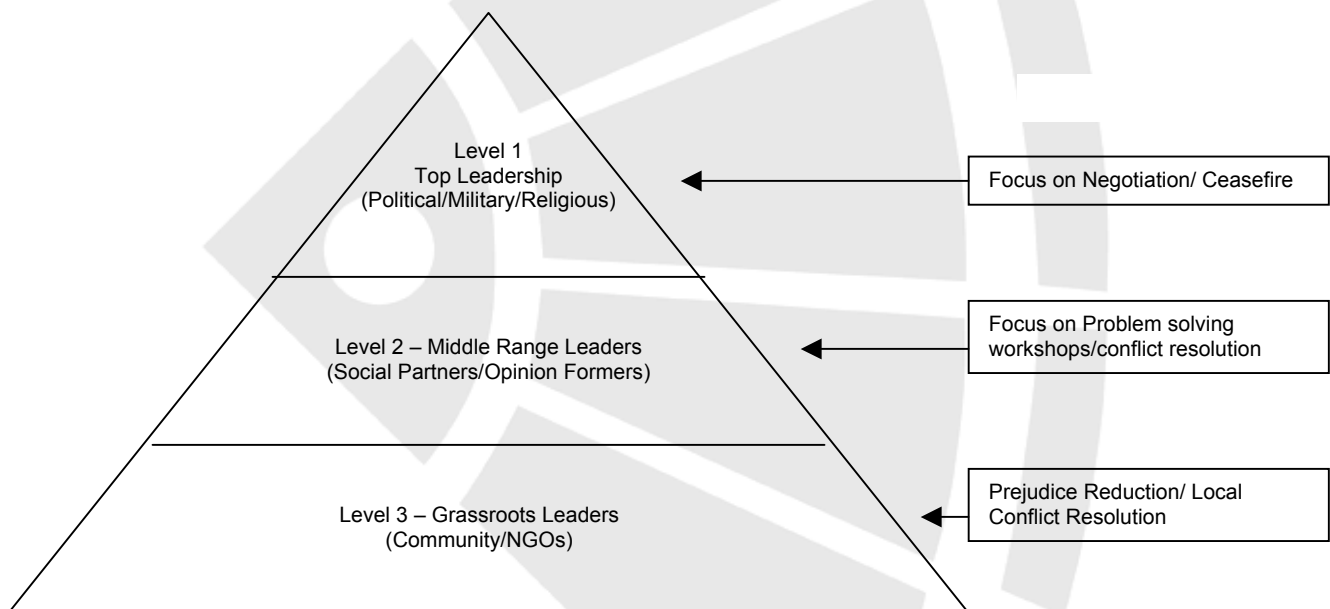 Level 1
Top Leadership
(Political/Military/Religious)
Focus on Negotiation/ Ceasefire
Level 2 – Middle Range Leaders
(Social Partners/Opinion Formers)
Focus on Problem solving
workshops/conflict resolution
Level 3 – Grassroots Leaders
(Community/NGOs)
Prejudice Reduction/ Local
Conflict Resolution